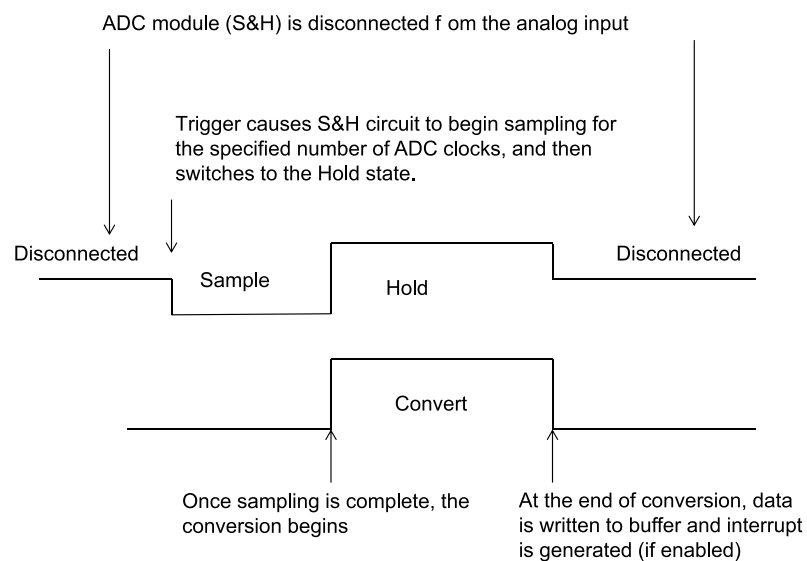 ADC module (S&H) is disconnected f om the analog input
Trigger causes S&H circuit to begin sampling for
the specified number of ADC clocks, and then
switches to the Hold state.
Disconnected
Sample
Hold
Disconnected
Convert
Once sampling is complete, the
conversion begins
At the end of conversion, data
is written to buffer and interrupt
is generated (if enabled)